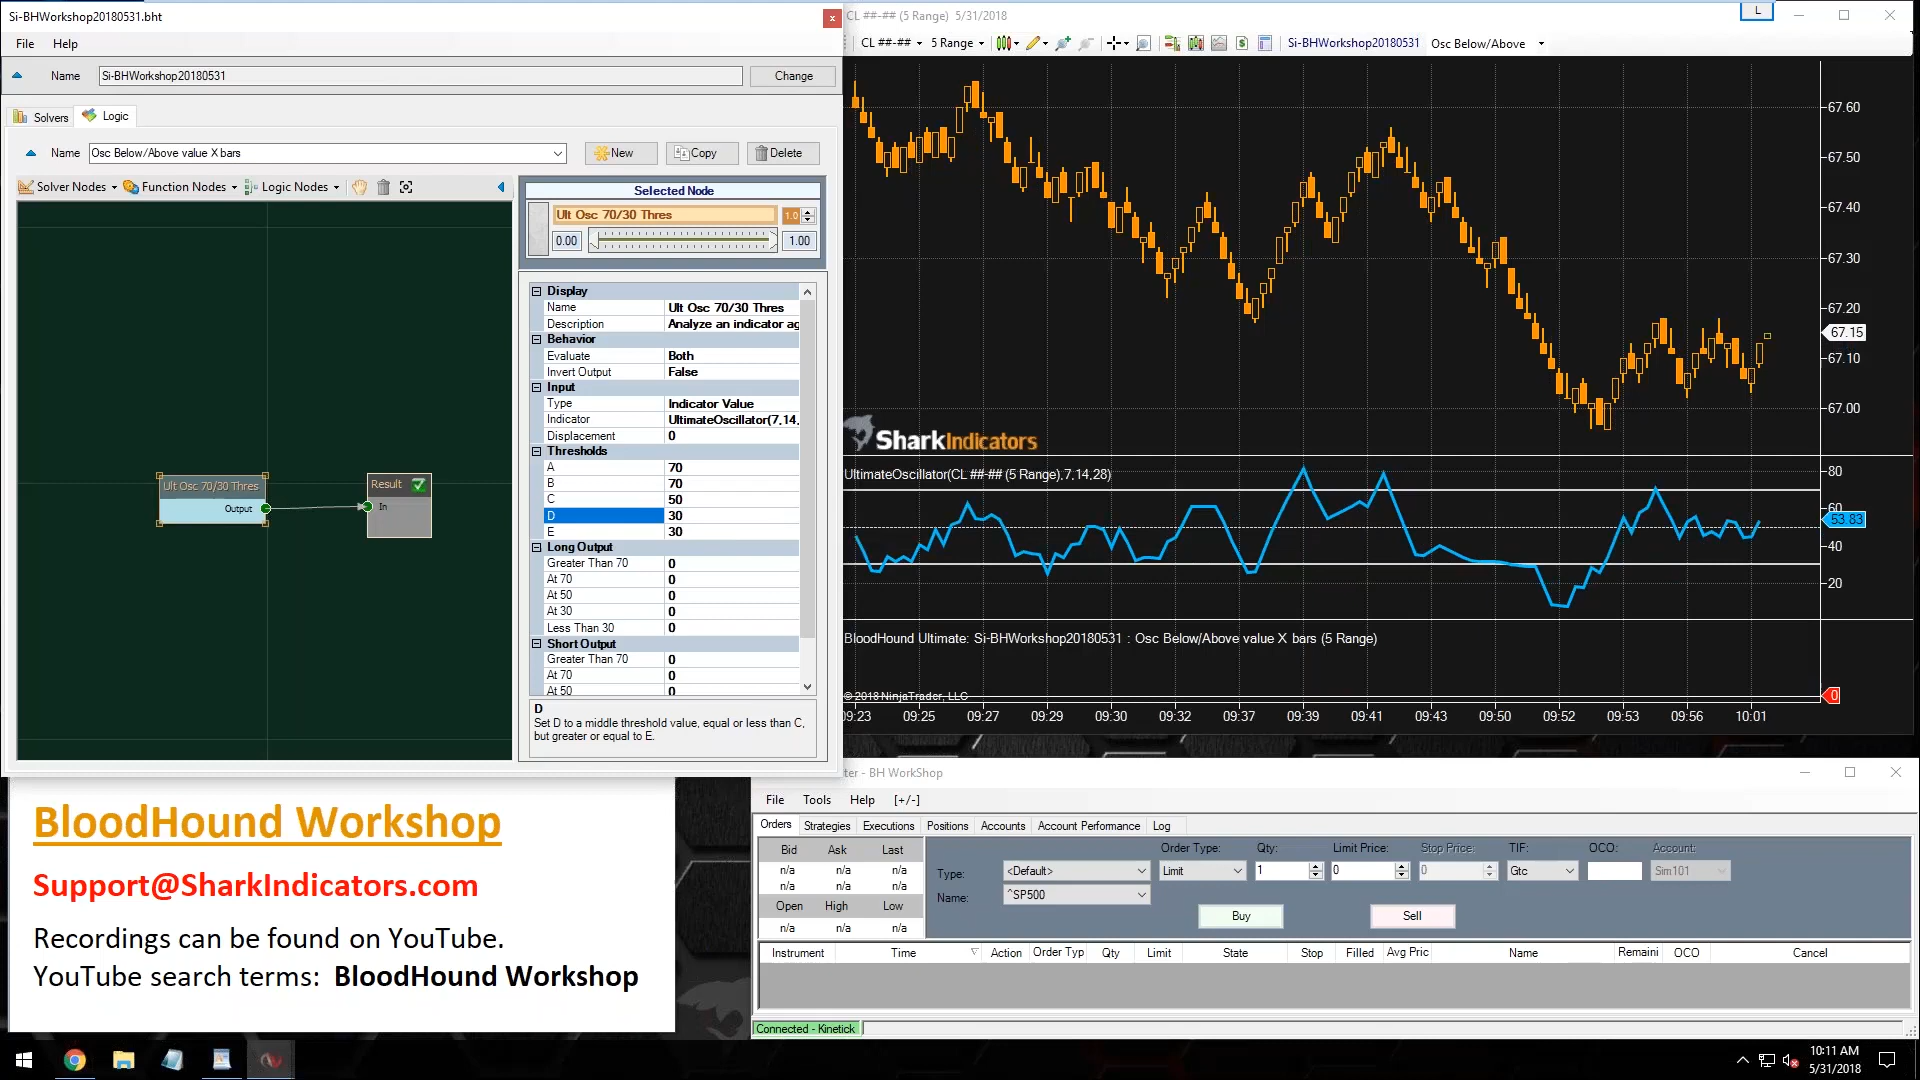 Si-BHWorkshop20180531.bht
File Help
Name Si-BHWorkshop20180531 Change
Solvers Logic
Name Osc Below/Above value X bars New Copy Delete
Solver Nodes Function Nodes Logic Nodes
Selected Node
Ult Osc 70/30 Thres 1.0
0.00 1.00
Display
Name Ult Osc 70/30 Thres
Description Analyze an indicator ag
Behavior
Evaluate Both
Invert Output False
Input
Type Indicator Value
Indicator UltimateOscillator(7,14,
Displacement 0
Thresholds
A 70
B 70
C 50
D 30
E 30
Long Output
Greater Than 70 0
At 70 0
At 50 0
At 30 0
Less Than 30 0
Short Output
Greater Than 70 0
At 70 0
At 50 0
D
Set D to a middle threshold value, equal or less than C,
but greater or equal to E.
Ult Osc 70/30 Thres
Output
Result
In
CL ##-## (5 Range) 5/31/2018
L
CL ##-## 5 Range Si-BHWorkshop20180531 Osc Below/Above
67.60
67.50
67.40
67.30
67.20
67.15
67.10
67.00
SharkIndicators
UltimateOscillator(CL ##-## (5 Range),7,14,28)
80
60
53.83
40
20
BloodHound Ultimate: Si-BHWorkshop20180531 : Osc Below/Above value X bars (5 Range)
© 2018 NinjaTrader, LLC
0
09:23 09:25 09:27 09:29 09:30 09:32 09:37 09:39 09:41 09:43 09:50 09:52 09:53 09:56 10:01
ter - BH WorkShop
File Tools Help [+/-]
Orders Strategies Executions Positions Accounts Account Performance Log
Bid Ask Last
n/a n/a n/a
n/a n/a n/a
Open High Low
n/a n/a n/a
Order Type: Qty: Limit Price: Stop Price: TIF: OCO: Account:
Type: <Default> Limit 1 0 0 Gtc Sim101
Name: ^SP500
Buy Sell
Instrument Time Action Order Typ Qty Limit State Stop Filled Avg Pric Name Remaini OCO Cancel
Connected - Kinetick
BloodHound Workshop
Support@SharkIndicators.com
Recordings can be found on YouTube.
YouTube search terms: BloodHound Workshop
10:11 AM
5/31/2018